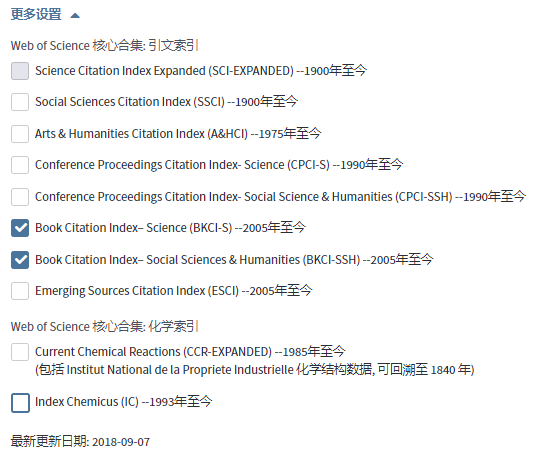 更多设置
Web of Science 核心合集: 引文索引
Science Citation Index Expanded (SCI-EXPANDED) --1900年至今
Social Sciences Citation Index (SSCI) --1900年至今
Arts & Humanities Citation Index (A&HCI) --1975年至今
Conference Proceedings Citation Index- Science (CPCI-S) --1990年至今
Conference Proceedings Citation Index- Social Science & Humanities (CPCI-SSH) --1990年至今
Book Citation Index– Science (BKCI-S) --2005年至今
Book Citation Index– Social Sciences & Humanities (BKCI-SSH) --2005年至今
Emerging Sources Citation Index (ESCI) --2005年至今
Web of Science 核心合集: 化学索引
Current Chemical Reactions (CCR-EXPANDED) --1985年至今
(包括 Institut National de la Propriete Industrielle 化学结构数据, 可回溯至 1840 年)
Index Chemicus (IC) --1993年至今
最新更新日期: 2018-09-07